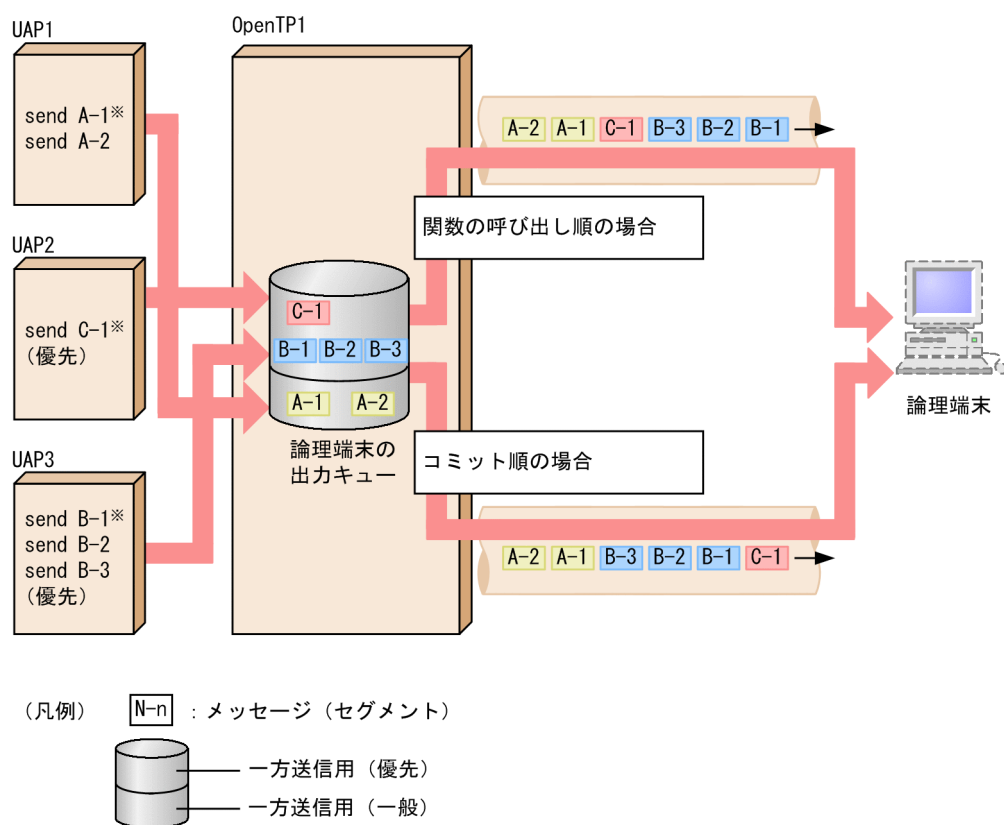 UAP1
send A-1※
send A-2
UAP2
send C-1※
(優先)
UAP3
send B-1※
send B-2
send B-3
(優先)
OpenTP1
C-1
B-1 B-2 B-3
A-1 A-2
論理端末の
出力キュー
A-2 A-1 C-1 B-3 B-2 B-1
関数の呼び出し順の場合
コミット順の場合
A-2 A-1 B-3 B-2 B-1 C-1
論理端末
(凡例) N-n :メッセージ(セグメント)
一方送信用(優先)
一方送信用(一般)